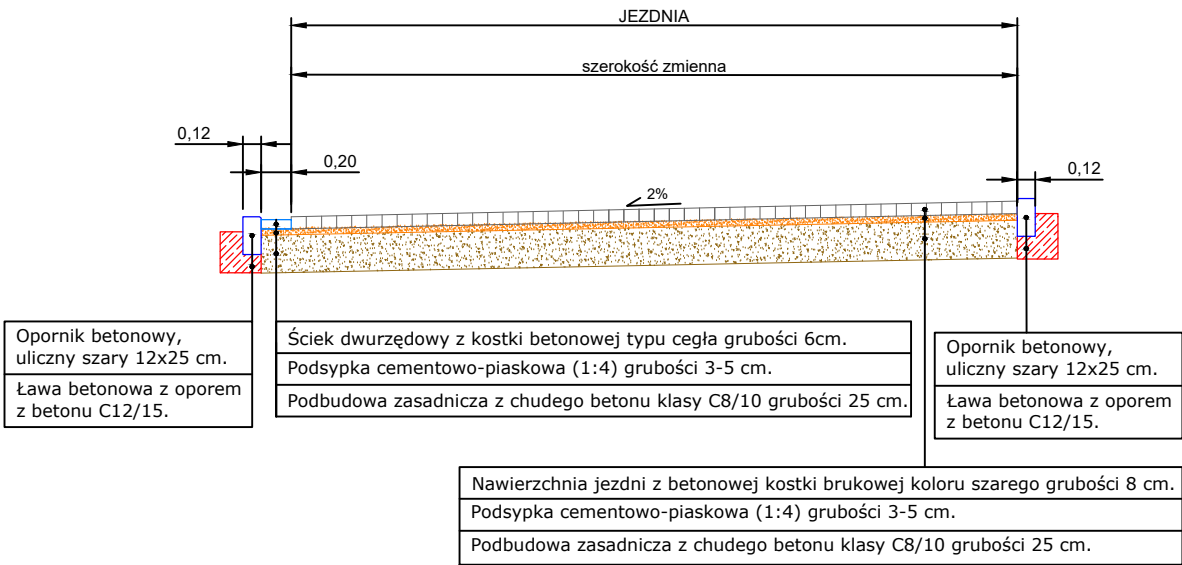 JEZDNIA
szerokość zmienna
0,12
0,20
0,12
2%
Opornik betonowy,
uliczny szary 12x25 cm.
Ława betonowa z oporem
z betonu C12/15.
Ściek dwurzędowy z kostki betonowej typu cegła grubości 6cm.
Podsypka cementowo-piaskowa (1:4) grubości 3-5 cm.
Podbudowa zasadnicza z chudego betonu klasy C8/10 grubości 25 cm.
Opornik betonowy,
uliczny szary 12x25 cm.
Ława betonowa z oporem
z betonu C12/15.
Nawierzchnia jezdni z betonowej kostki brukowej koloru szarego grubości 8 cm.
Podsypka cementowo-piaskowa (1:4) grubości 3-5 cm.
Podbudowa zasadnicza z chudego betonu klasy C8/10 grubości 25 cm.